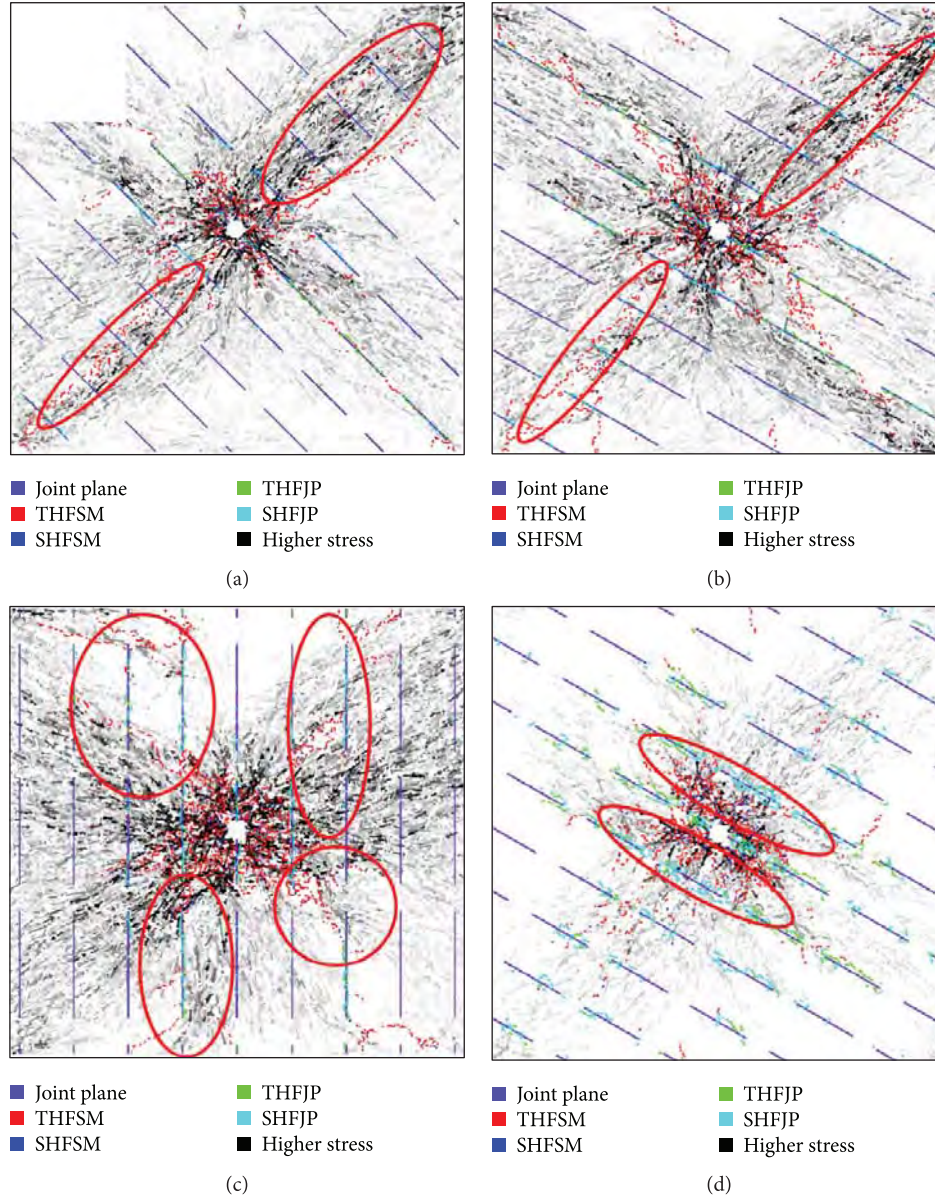 Joint plane THFJP
THFSM SHFJP
SHFSM Higher stress
(a)
Joint plane THFJP
THFSM SHFJP
SHFSM Higher stress
(b)
Joint plane THFJP
THFSM SHFJP
SHFSM Higher stress
(c)
Joint plane THFJP
THFSM SHFJP
SHFSM Higher stress
(d)